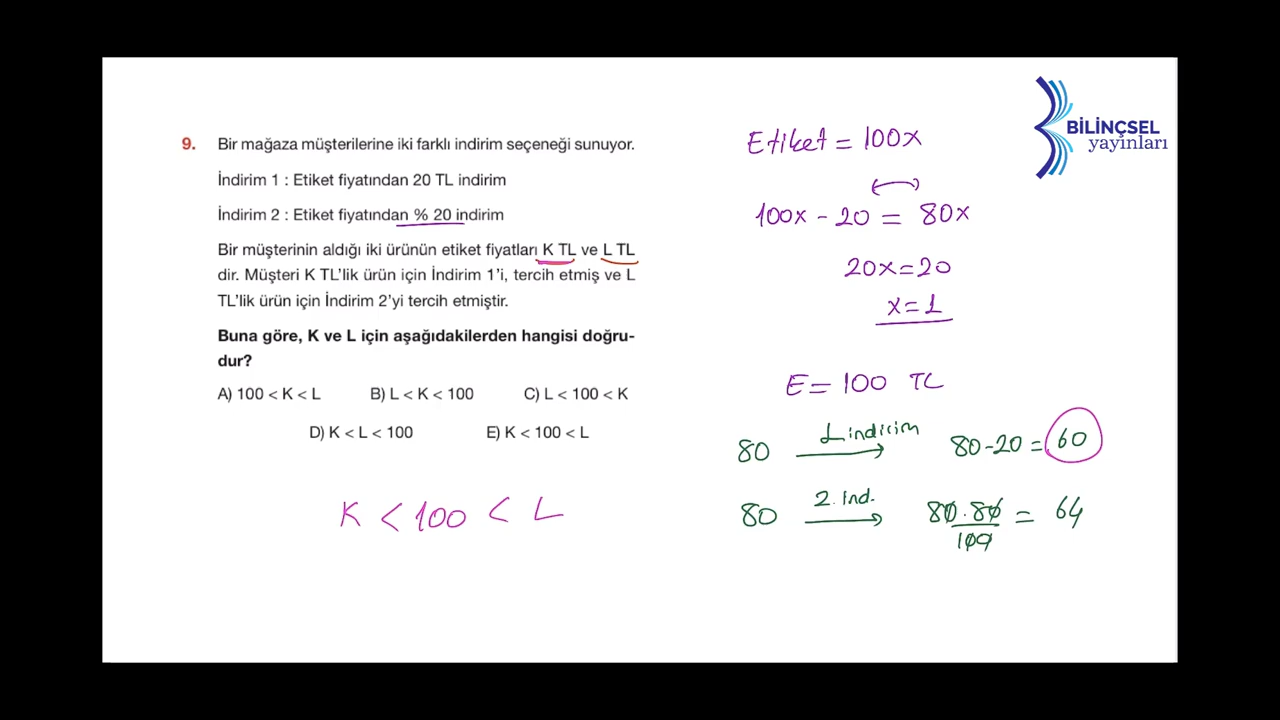 BİLİNÇSEL
yayınları
9. Bir mağaza müşterilerine iki farklı indirim seçeneği sunuyor.
İndirim 1 : Etiket fiyatından 20 TL indirim
İndirim 2 : Etiket fiyatından % 20 indirim
Bir müşterinin aldığı iki ürünün etiket fiyatları K TL ve L TL
dir. Müşteri K TL'lik ürün için İndirim 1'i, tercih etmiş ve L
TL'lik ürün için İndirim 2'yi tercih etmiştir.
Buna göre, K ve L için aşağıdakilerden hangisi doğru-
dur?
A) 100 < K < L B) L < K < 100 C) L < 100 < K
D) K < L < 100 E) K < 100 < L
K < 100 < L
Etiket = 100x
100x - 20 = 80x
20x = 20
x = 1
E = 100 TL
80 1. indirim 80-20 = 60
80 2. ind. 80.80/100 = 64